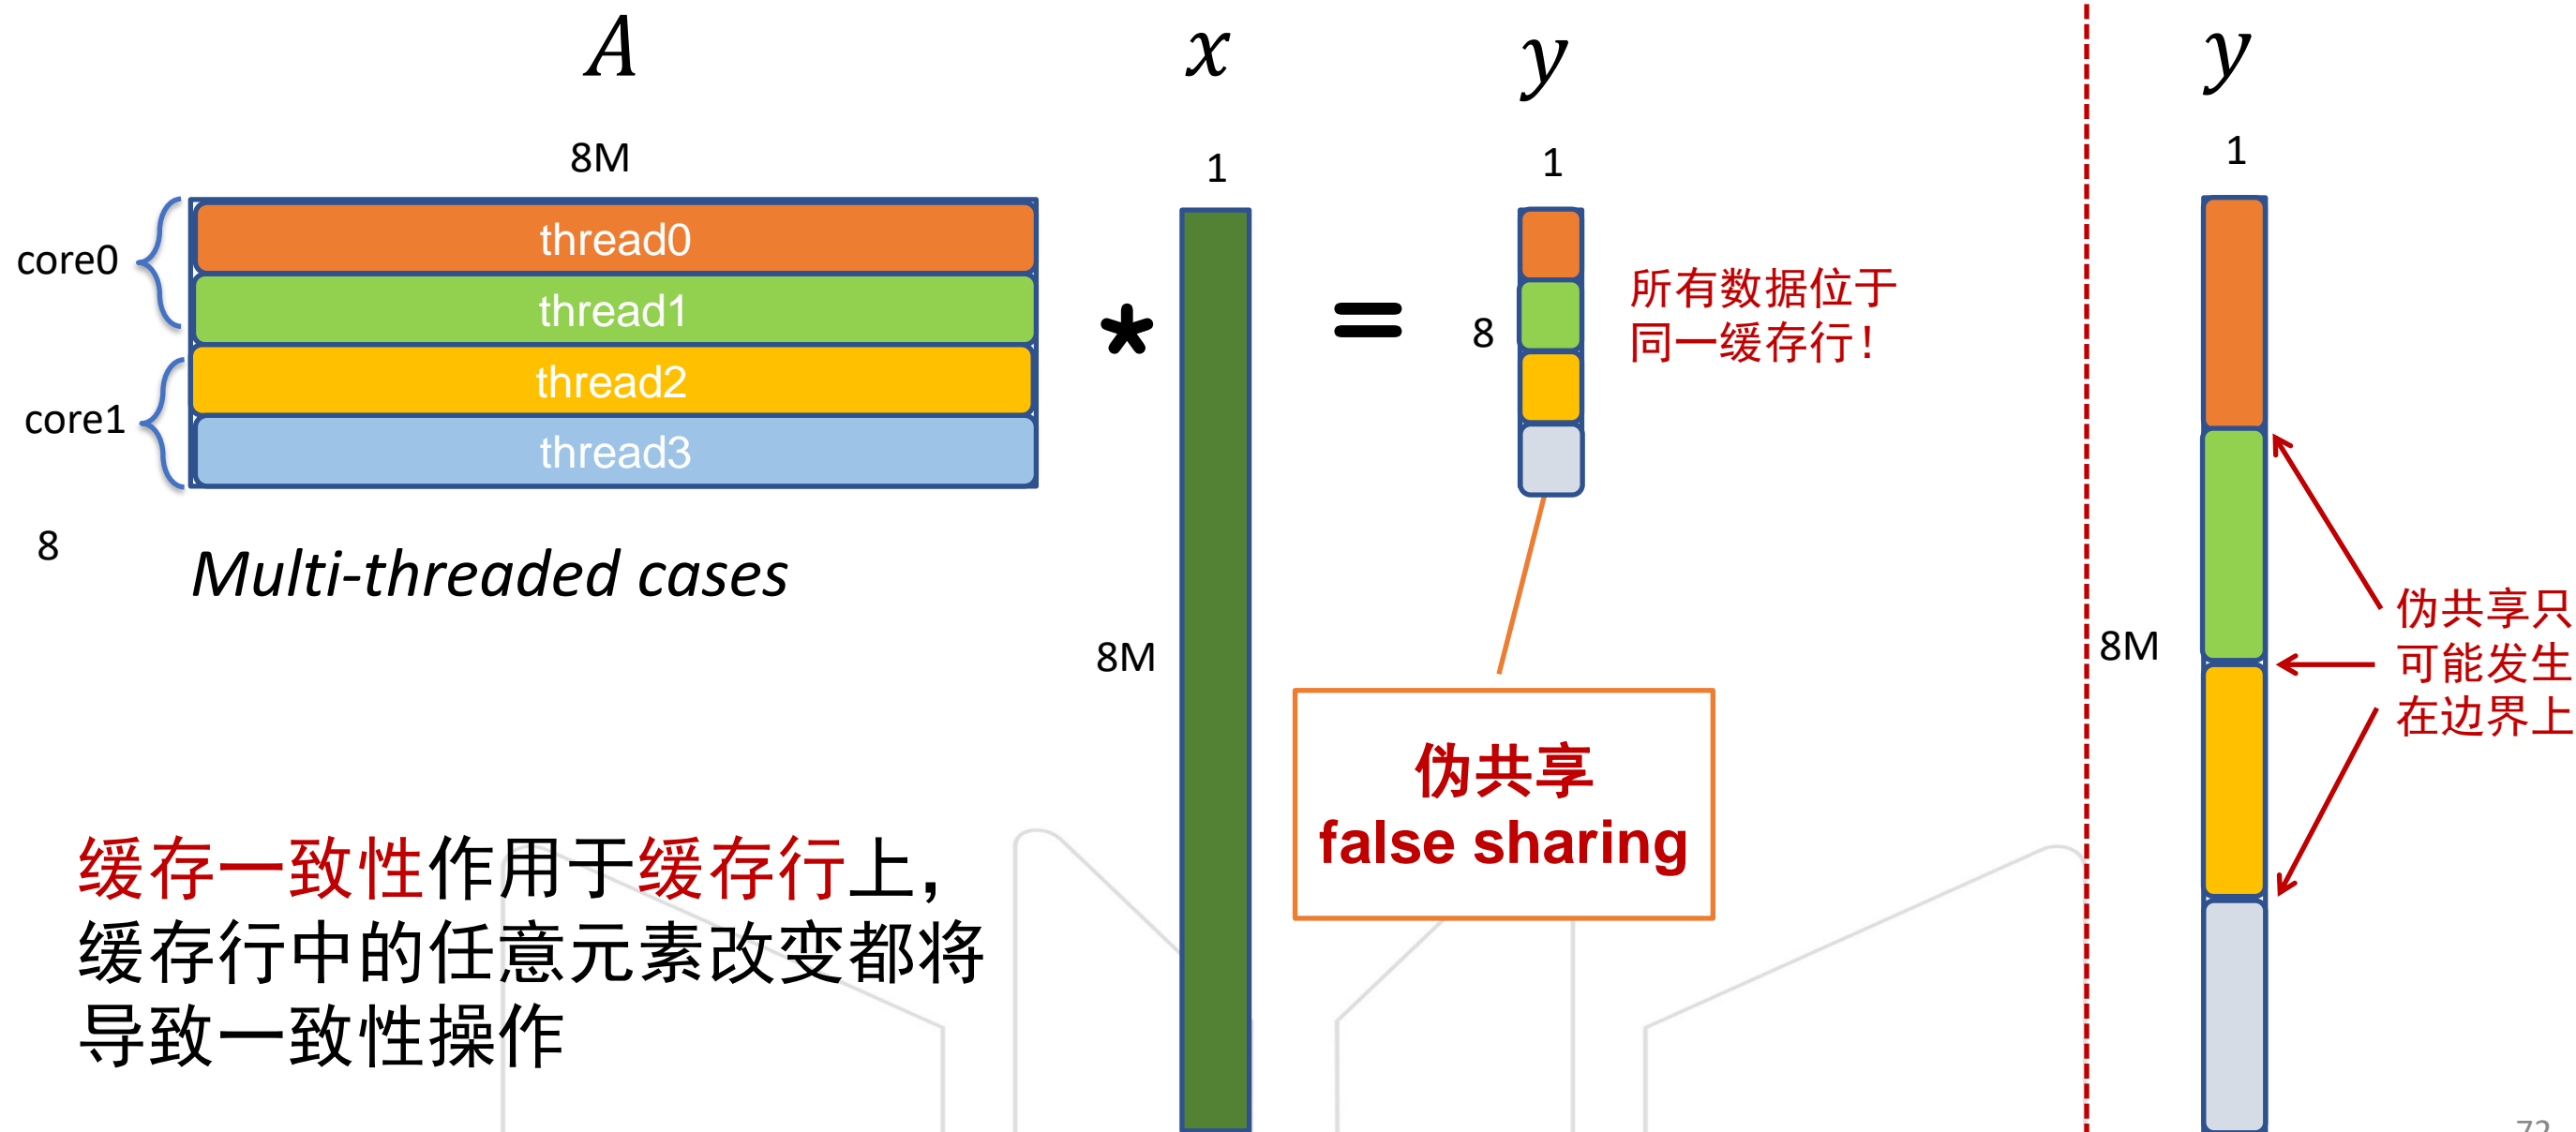 A
x
y
y
8M
1
1
1
core0
thread0
thread1
core1
thread2
thread3
8
*
=
8
所有数据位于
同一缓存行！
Multi-threaded cases
8M
8M
伪共享只
可能发生
在边界上
伪共享
false sharing
缓存一致性作用于缓存行上，
缓存行中的任意元素改变都将
导致一致性操作
72